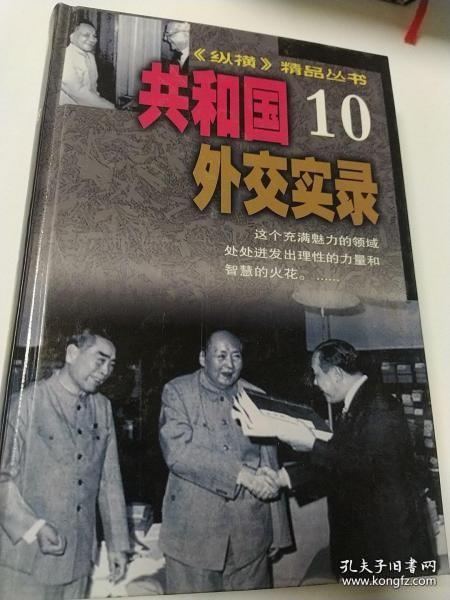 《纵横》精品丛书
共和国 10
外交实录
这个充满魅力的领域
处处迸发出理性的力量和
智慧的火花。……
孔夫子旧书网
www.kongfz.com